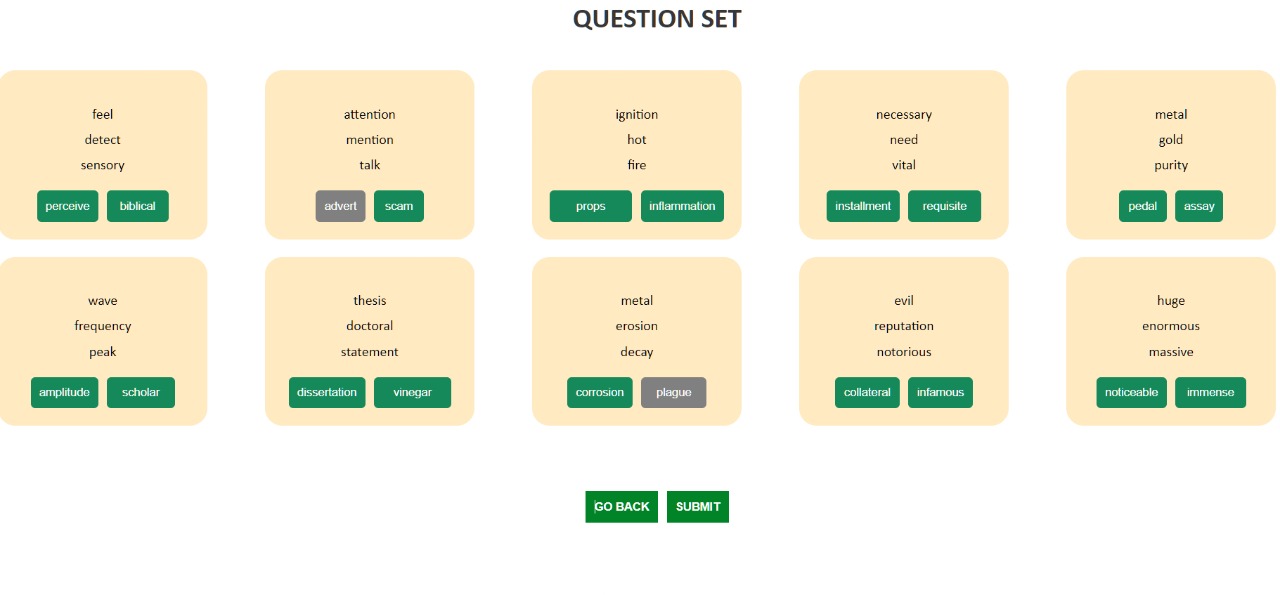 QUESTION SET
feel
detect
sensory
perceive biblical
attention
mention
talk
advert scam
ignition
hot
fire
props inflammation
necessary
need
vital
installment requisite
metal
gold
purity
pedal assay
wave
frequency
peak
amplitude scholar
thesis
doctoral
statement
dissertation vinegar
metal
erosion
decay
corrosion plague
evil
reputation
notorious
collateral infamous
huge
enormous
massive
noticeable immense
GO BACK SUBMIT